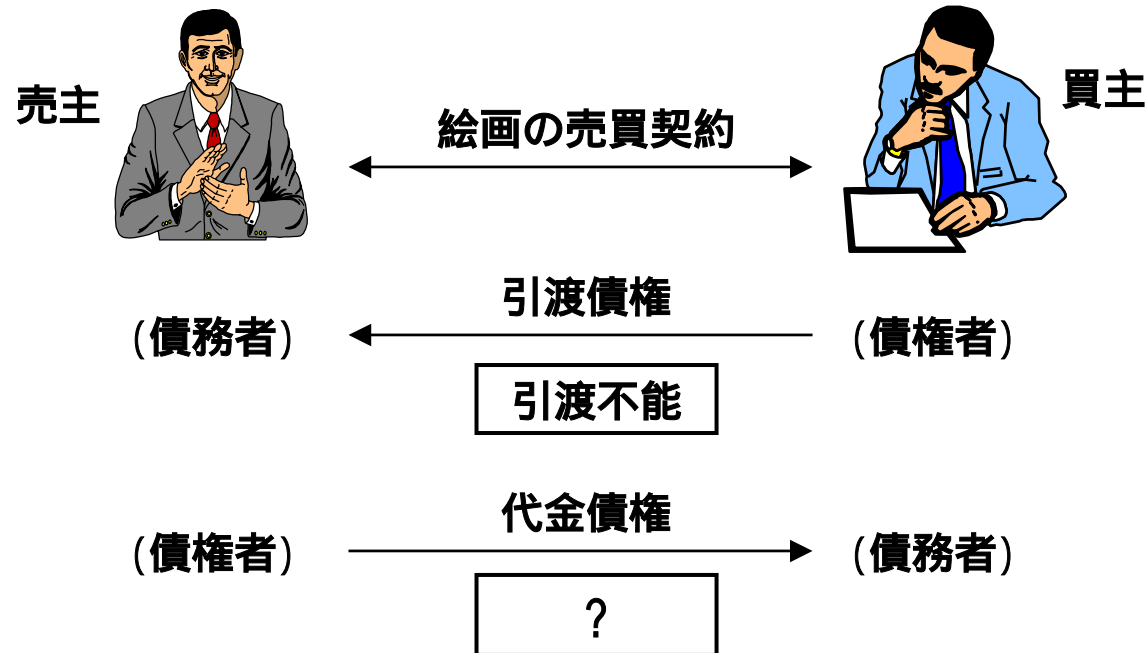 売主
買主
絵画の売買契約
引渡債権
(債務者)
(債権者)
引渡不能
代金債権
(債権者)
(債務者)
?